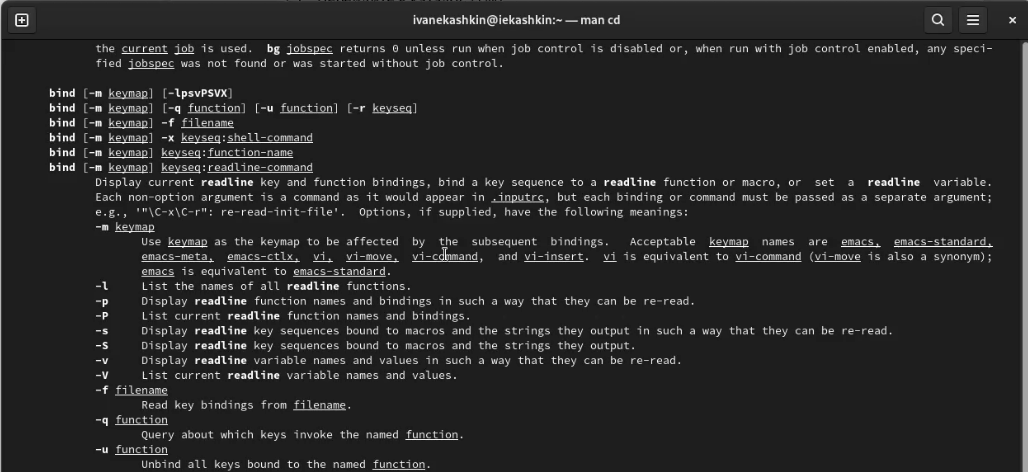 ivanekashkin@iekashkin:~ — man cd
the current job is used.  bg jobspec returns 0 unless run when job control is disabled or, when run with job control enabled, any speci-
fied jobspec was not found or was started without job control.
bind [-m keymap] [-lpsvPSVX]
bind [-m keymap] [-q function] [-u function] [-r keyseq]
bind [-m keymap] -f filename
bind [-m keymap] -x keyseq:shell-command
bind [-m keymap] keyseq:function-name
bind [-m keymap] keyseq:readline-command
Display current readline key and function bindings, bind a key sequence to a readline function or macro, or  set  a  readline  variable.
Each non-option argument is a command as it would appear in .inputrc, but each binding or command must be passed as a separate argument;
e.g., '"\C-x\C-r": re-read-init-file'.  Options, if supplied, have the following meanings:
-m keymap
Use keymap as the keymap to be affected  by  the  subsequent  bindings.   Acceptable  keymap  names  are  emacs,  emacs-standard,
emacs-meta,  emacs-ctlx,  vi,  vi-move,  vi-command,  and vi-insert.  vi is equivalent to vi-command (vi-move is also a synonym);
emacs is equivalent to emacs-standard.
-l List the names of all readline functions.
-p Display readline function names and bindings in such a way that they can be re-read.
-P List current readline function names and bindings.
-s Display readline key sequences bound to macros and the strings they output in such a way that they can be re-read.
-S Display readline key sequences bound to macros and the strings they output.
-v Display readline variable names and values in such a way that they can be re-read.
-V List current readline variable names and values.
-f filename
Read key bindings from filename.
-q function
Query about which keys invoke the named function.
-u function
Unbind all keys bound to the named function.